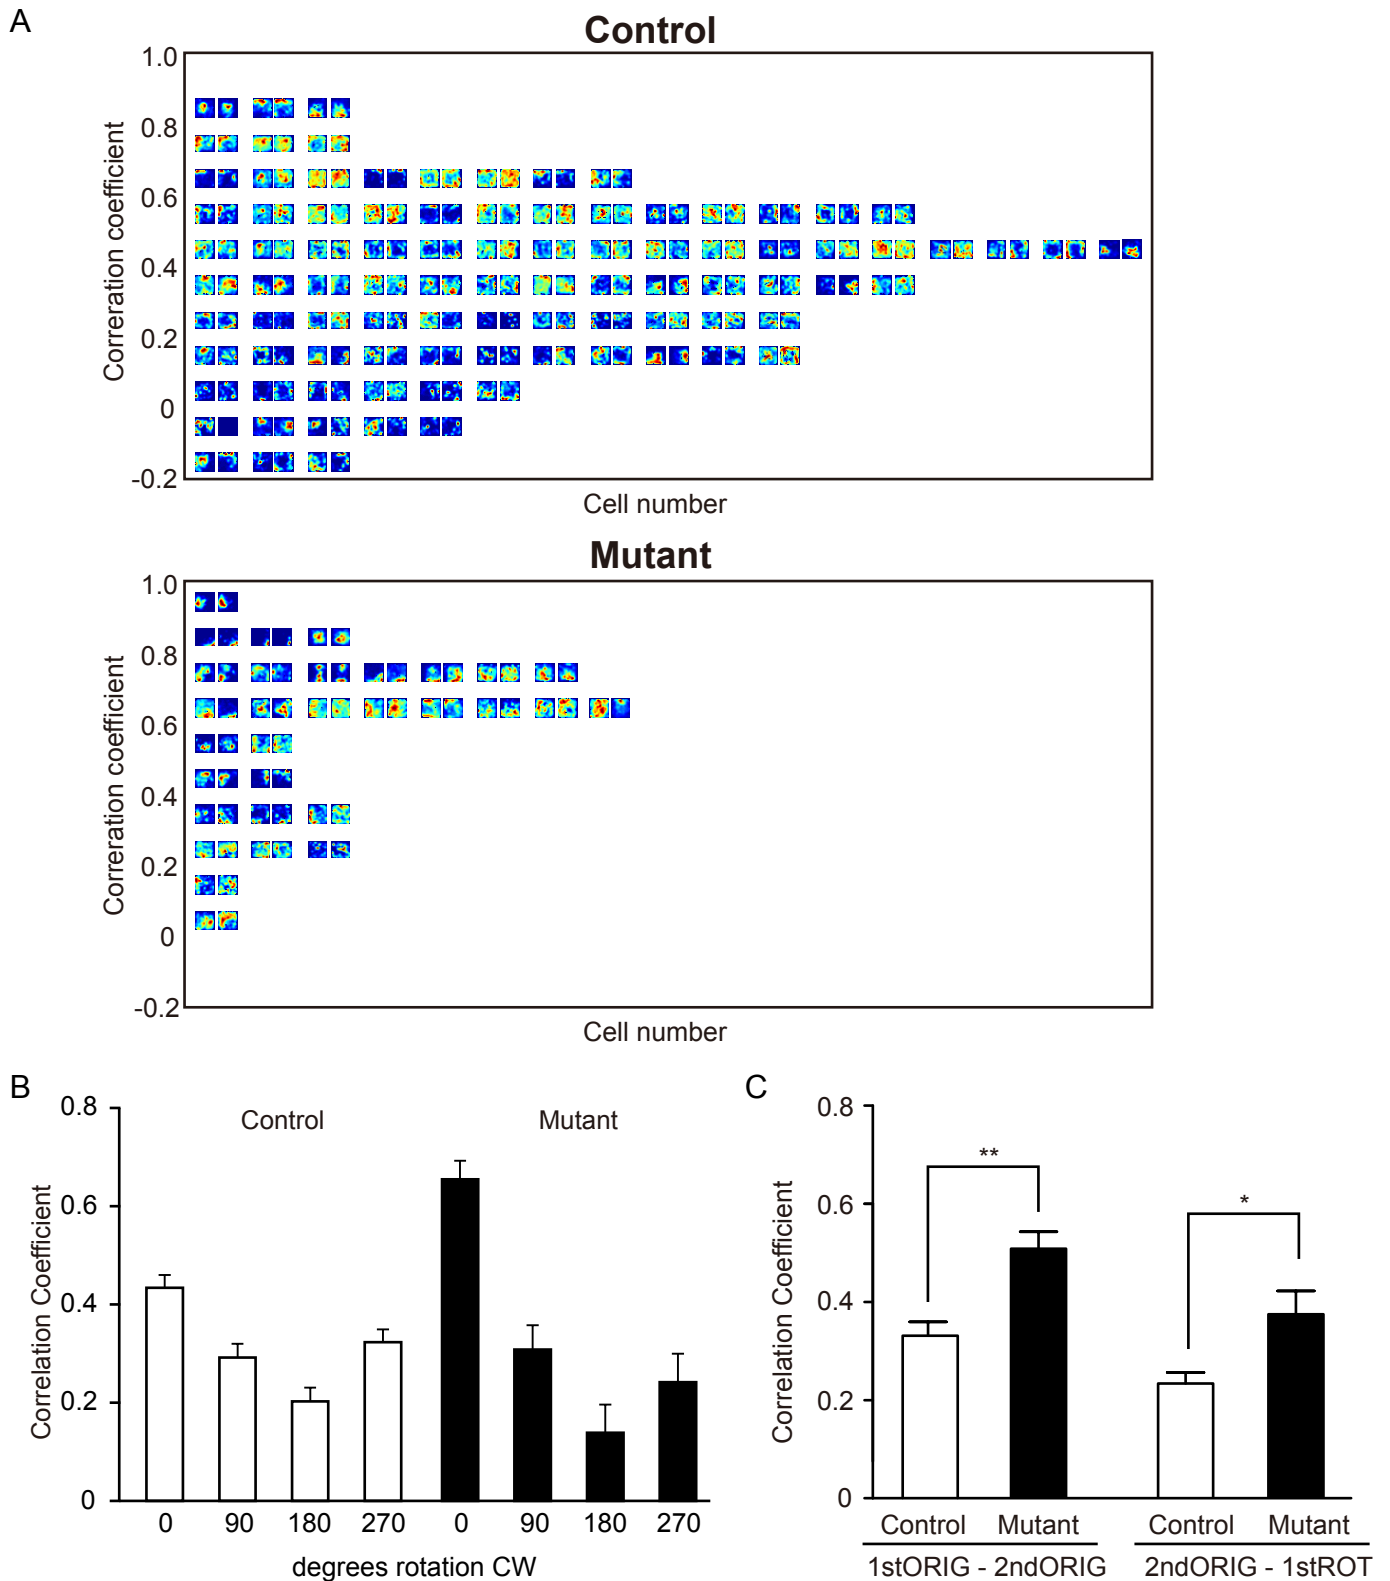 A
Control
1.0
0.8
0.6
0.4
0.2
0
-0.2
Correration coefficient
Cell number
Mutant
1.0
0.8
0.6
0.4
0.2
0
-0.2
Correration coefficient
Cell number
B
0.8
0.6
0.4
0.2
0
Correlation Coefficient
Control
Mutant
0 90 180 270 0 90 180 270
degrees rotation CW
C
0.8
0.6
0.4
0.2
0
Correlation Coefficient
**
*
Control Mutant Control Mutant
1stORIG - 2ndORIG 2ndORIG - 1stROT